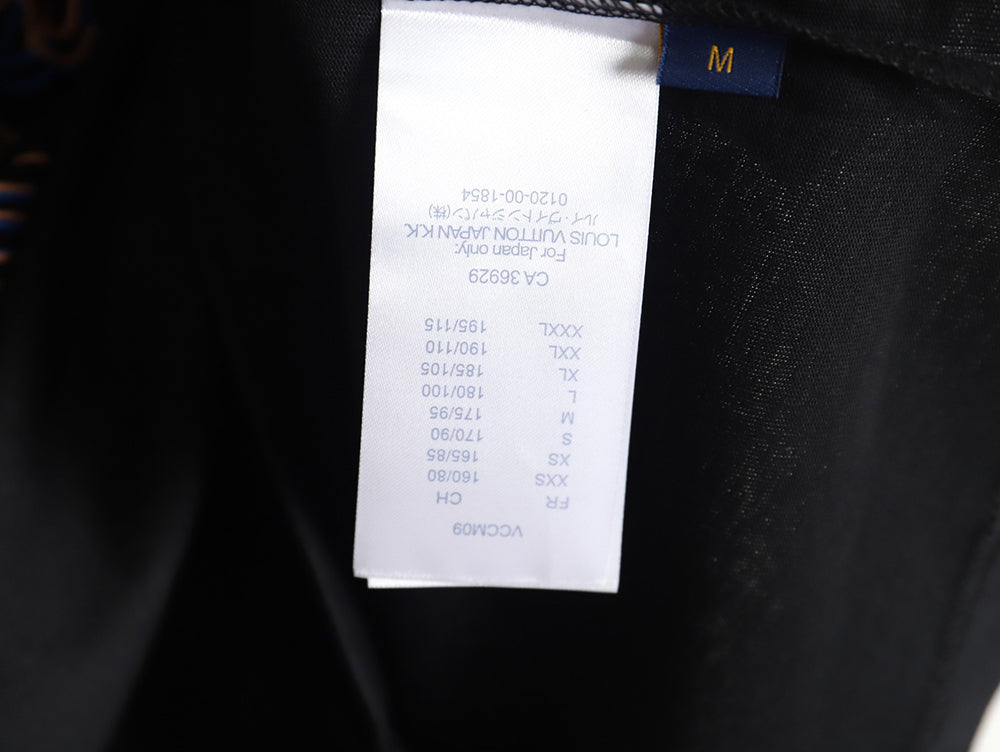 M
VCCM09
FR CH
XXS 160/80
XS 165/85
S 170/90
M 175/95
L 180/100
XL 185/105
XXL 190/110
XXXL 195/115
CA 36929
For Japan only:
LOUIS VUITTON JAPAN K.K.
ルイ・ヴィトンジャパン(株)
0120-00-1854